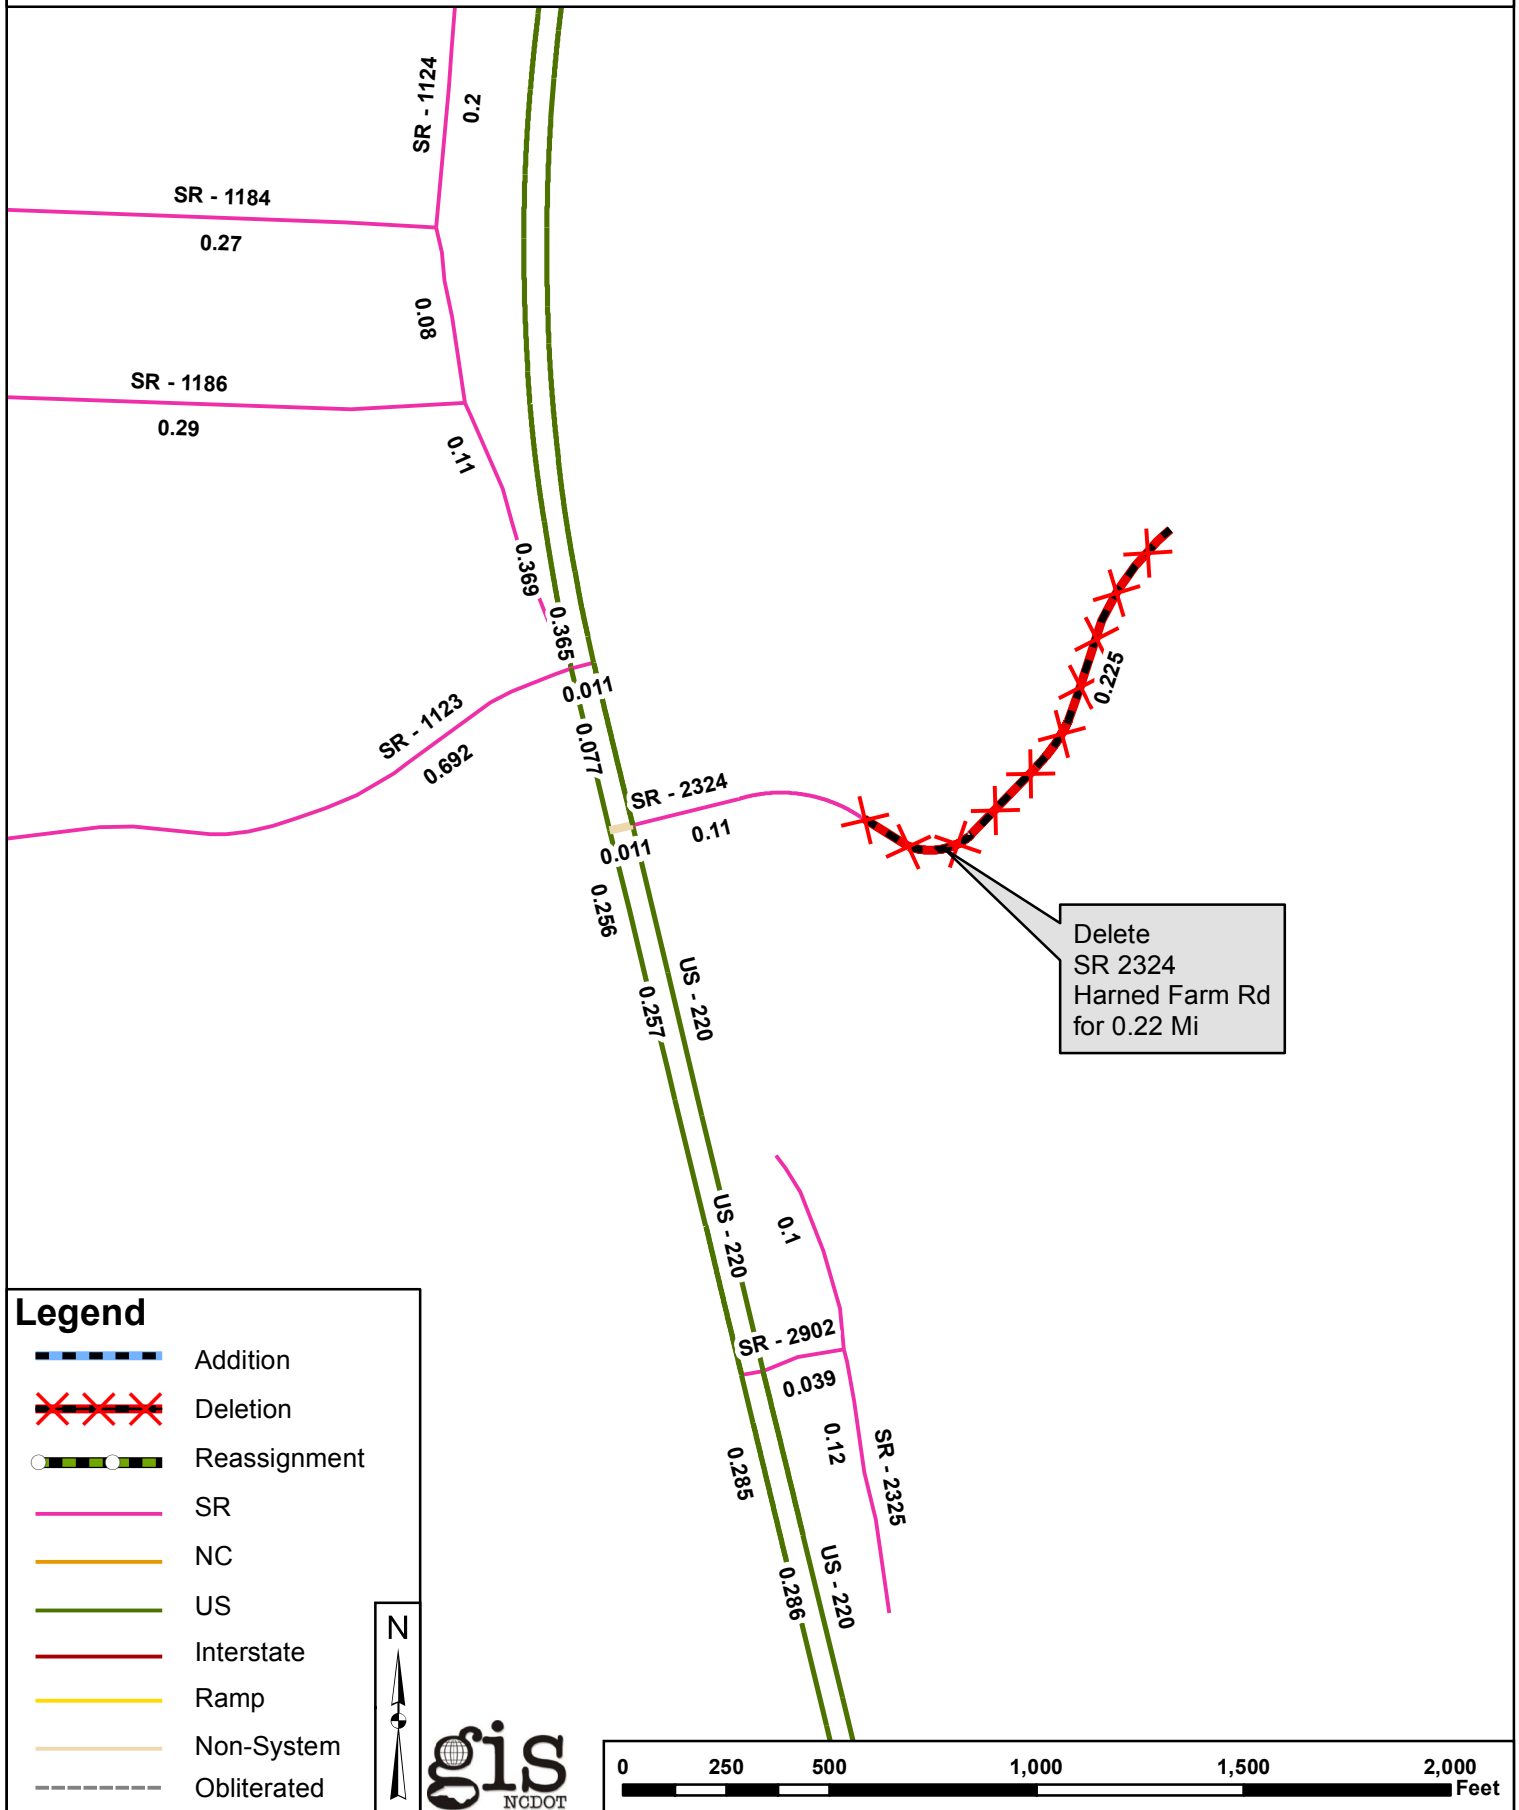 SR - 1124
0.2
SR - 1184
0.27
0.08
SR - 1186
0.29
0.11
0.369
0.365
0.011
SR - 1123
0.692
0.077
SR - 2324
0.11
0.011
0.225
0.256
Delete
SR 2324
Harned Farm Rd
for 0.22 Mi
US - 220
0.257
US - 220
0.1
SR - 2902
0.039
0.12
SR - 2325
0.285
US - 220
0.286
Legend
Addition
Deletion
Reassignment
SR
NC
US
Interstate
Ramp
Non-System
Obliterated
N
gis
NCDOT
0 250 500 1,000 1,500 2,000
Feet